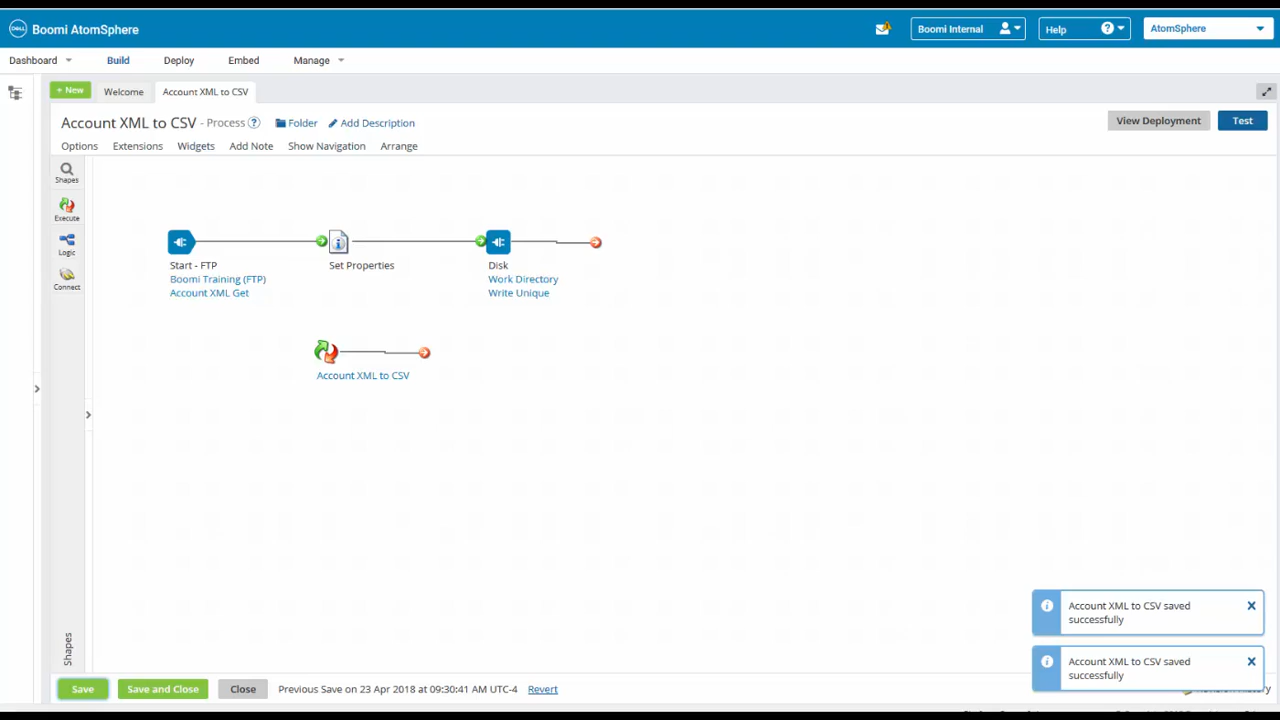 DELL
Boomi AtomSphere
Boomi Internal
Help
AtomSphere
Dashboard
Build
Deploy
Embed
Manage
+ New
Welcome
Account XML to CSV
Account XML to CSV - Process
Folder
Add Description
View Deployment
Test
Options
Extensions
Widgets
Add Note
Show Navigation
Arrange
Shapes
Execute
Logic
Connect
Start - FTP
Boomi Training (FTP)
Account XML Get
Set Properties
Disk
Work Directory
Write Unique
Account XML to CSV
Account XML to CSV saved
successfully
Account XML to CSV saved
successfully
Shapes
Save
Save and Close
Close
Previous Save on 23 Apr 2018 at 09:30:41 AM UTC-4
Revert